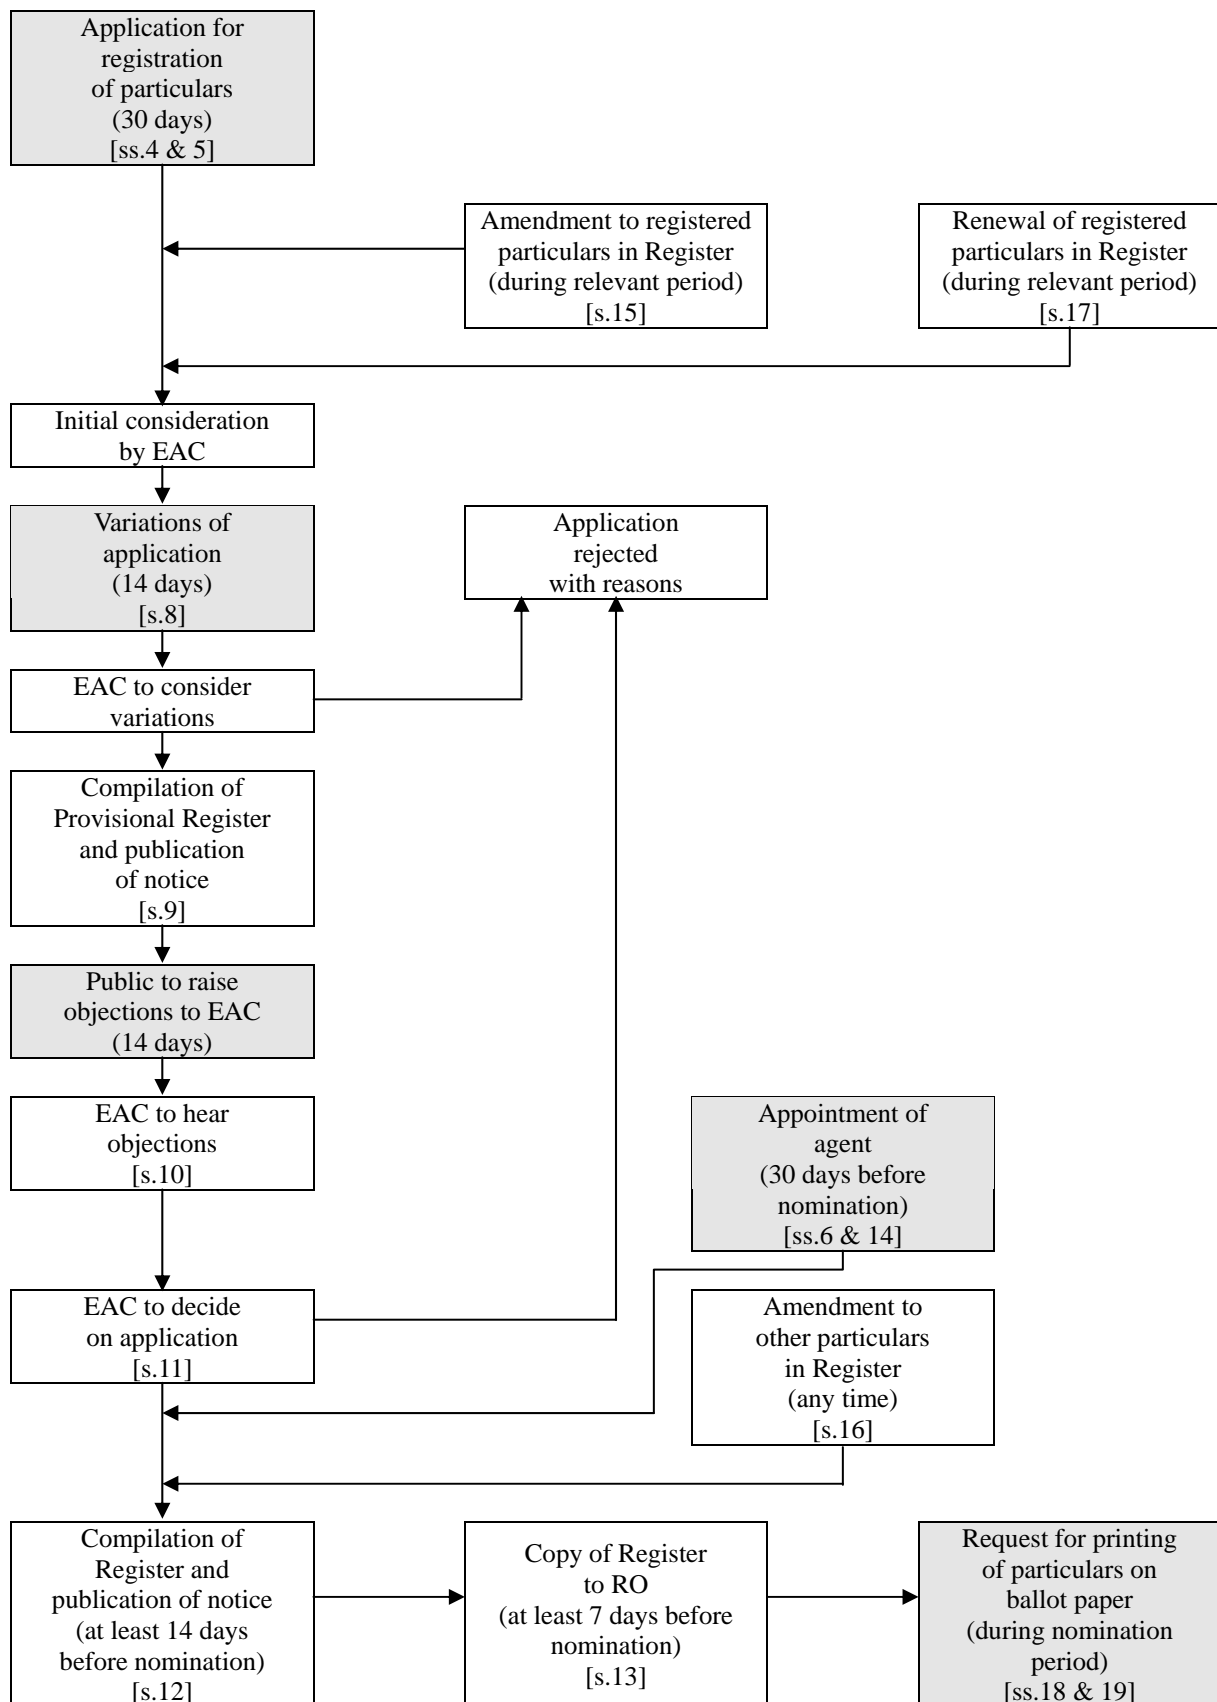 Application for
registration
of particulars
(30 days)
[ss.4 & 5]
Amendment to registered
particulars in Register
(during relevant period)
[s.15]
Renewal of registered
particulars in Register
(during relevant period)
[s.17]
Initial consideration
by EAC
Variations of
application
(14 days)
[s.8]
Application
rejected
with reasons
EAC to consider
variations
Compilation of
Provisional Register
and publication
of notice
[s.9]
Public to raise
objections to EAC
(14 days)
EAC to hear
objections
[s.10]
Appointment of
agent
(30 days before
nomination)
[ss.6 & 14]
EAC to decide
on application
[s.11]
Amendment to
other particulars
in Register
(any time)
[s.16]
Compilation of
Register and
publication of notice
(at least 14 days
before nomination)
[s.12]
Copy of Register
to RO
(at least 7 days before
nomination)
[s.13]
Request for printing
of particulars on
ballot paper
(during nomination
period)
[ss.18 & 19]